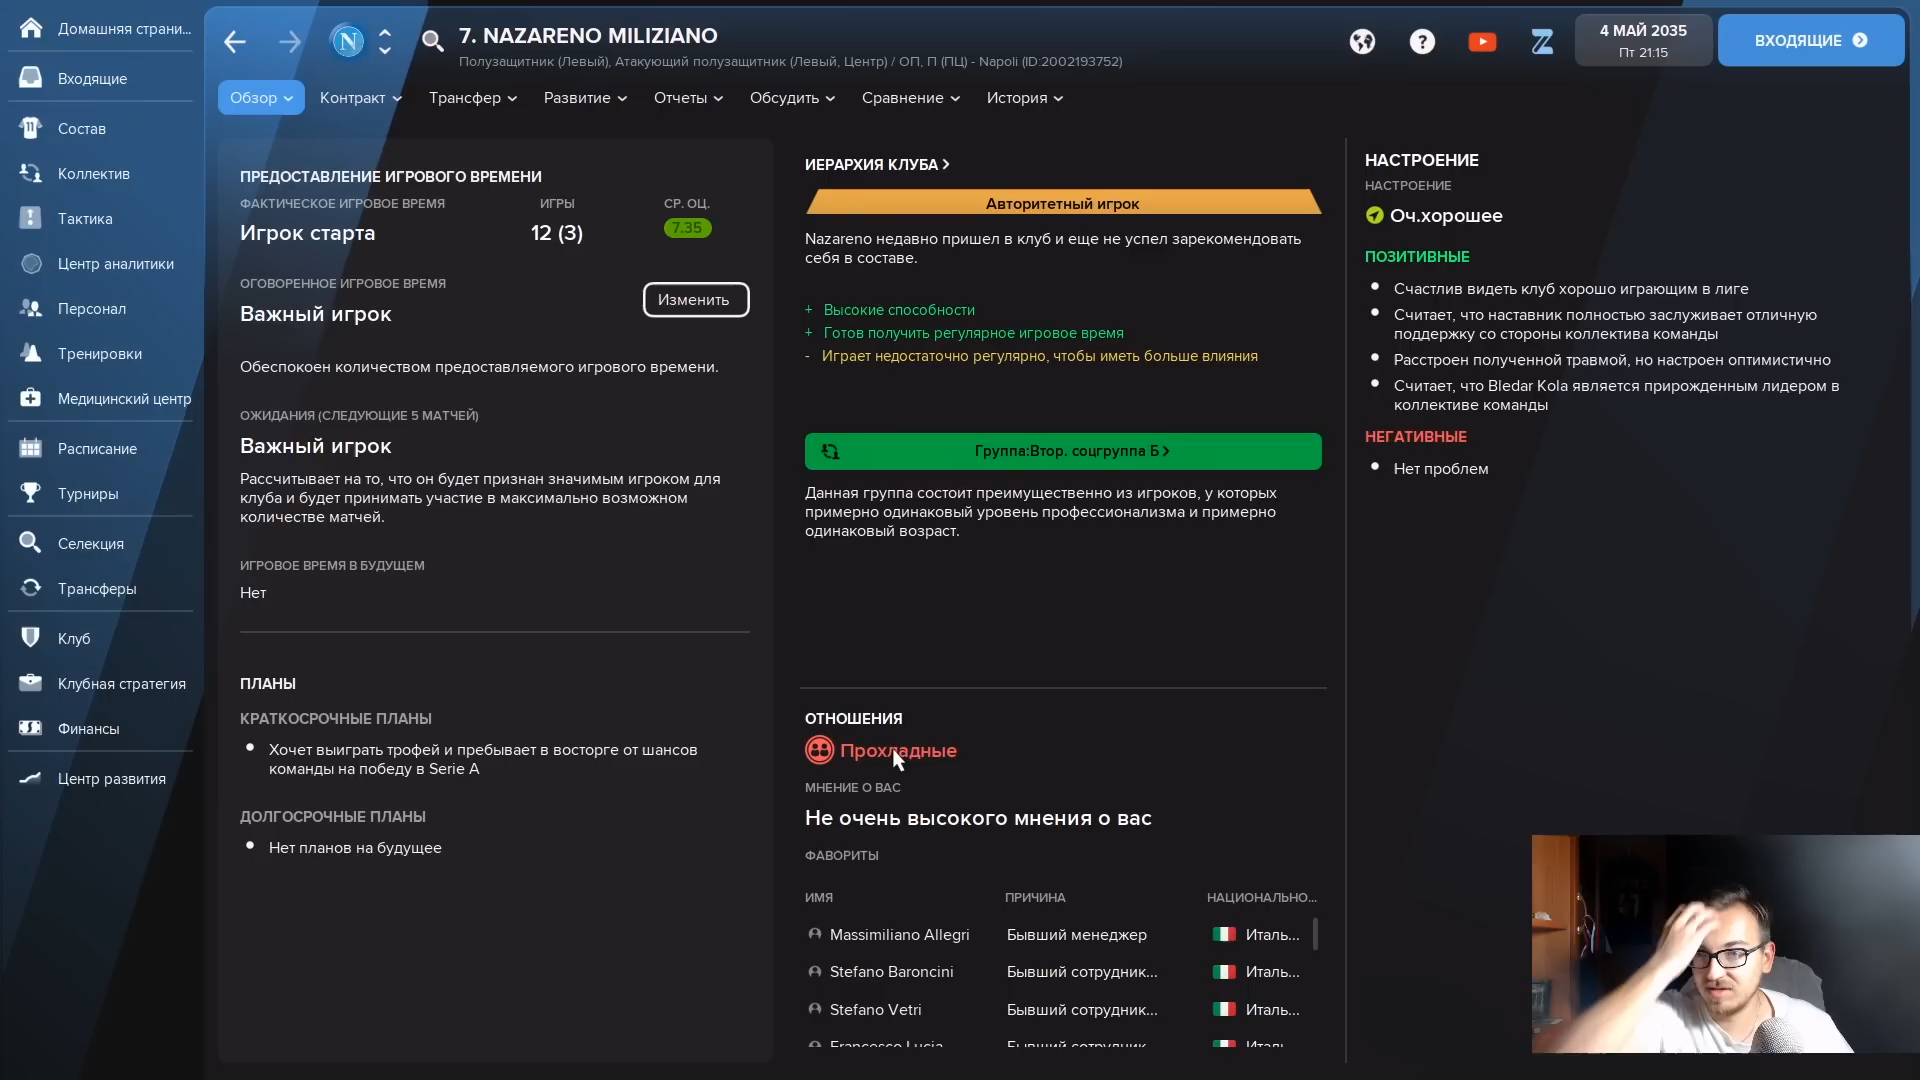 Домашняя страни...
Входящие
Состав
Коллектив
Тактика
Центр аналитики
Персонал
Тренировки
Медицинский центр
Расписание
Турниры
Селекция
Трансферы
Клуб
Клубная стратегия
Финансы
Центр развития
N
7. NAZARENO MILIZIANO
Полузащитник (Левый), Атакующий полузащитник (Левый, Центр) / ОП, П (ПЦ) - Napoli (ID:2002193752)
4 МАЙ 2035
Пт 21:15
ВХОДЯЩИЕ
Обзор
Контракт
Трансфер
Развитие
Отчеты
Обсудить
Сравнение
История
ПРЕДОСТАВЛЕНИЕ ИГРОВОГО ВРЕМЕНИ
ФАКТИЧЕСКОЕ ИГРОВОЕ ВРЕМЯ
ИГРЫ
СР. ОЦ.
Игрок старта
12 (3)
7.35
ОГОВОРЕННОЕ ИГРОВОЕ ВРЕМЯ
Важный игрок
Изменить
Обеспокоен количеством предоставляемого игрового времени.
ОЖИДАНИЯ (СЛЕДУЮЩИЕ 5 МАТЧЕЙ)
Важный игрок
Рассчитывает на то, что он будет признан значимым игроком для
клуба и будет принимать участие в максимально возможном
количестве матчей.
ИГРОВОЕ ВРЕМЯ В БУДУЩЕМ
Нет
ПЛАНЫ
КРАТКОСРОЧНЫЕ ПЛАНЫ
Хочет выиграть трофей и пребывает в восторге от шансов
команды на победу в Serie A
ДОЛГОСРОЧНЫЕ ПЛАНЫ
Нет планов на будущее
ИЕРАРХИЯ КЛУБА
Авторитетный игрок
Nazareno недавно пришел в клуб и еще не успел зарекомендовать
себя в составе.
+ Высокие способности
+ Готов получить регулярное игровое время
- Играет недостаточно регулярно, чтобы иметь больше влияния
Группа:Втор. соцгруппа Б
Данная группа состоит преимущественно из игроков, у которых
примерно одинаковый уровень профессионализма и примерно
одинаковый возраст.
ОТНОШЕНИЯ
Прохладные
МНЕНИЕ О ВАС
Не очень высокого мнения о вас
ФАВОРИТЫ
ИМЯ
ПРИЧИНА
НАЦИОНАЛЬНО...
Massimiliano Allegri
Бывший менеджер
Италь...
Stefano Baroncini
Бывший сотрудник...
Италь...
Stefano Vetri
Бывший сотрудник...
Италь...
Francesco Lucia
Бывший сотрудник...
Италь...
НАСТРОЕНИЕ
НАСТРОЕНИЕ
Оч.хорошее
ПОЗИТИВНЫЕ
Счастлив видеть клуб хорошо играющим в лиге
Считает, что наставник полностью заслуживает отличную
поддержку со стороны коллектива команды
Расстроен полученной травмой, но настроен оптимистично
Считает, что Bledar Kola является прирожденным лидером в
коллективе команды
НЕГАТИВНЫЕ
Нет проблем